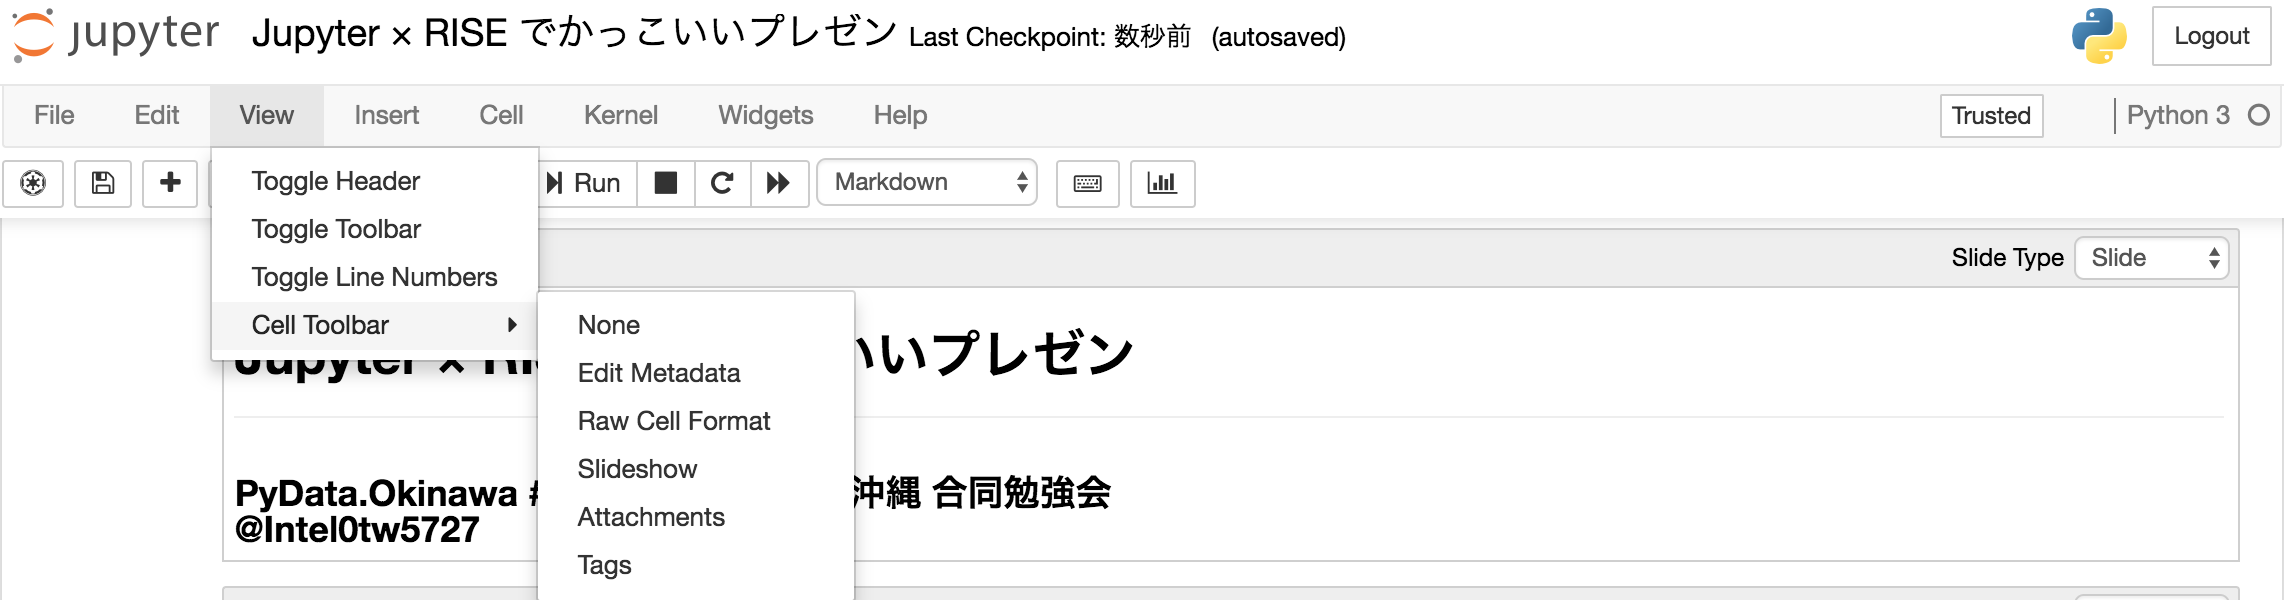 jupyter Jupyter × RISE でかっこいいプレゼン Last Checkpoint: 数秒前 (autosaved) Logout
File Edit View Insert Cell Kernel Widgets Help Trusted Python 3
Run Markdown
Toggle Header
Toggle Toolbar
Toggle Line Numbers
Cell Toolbar
None
Edit Metadata
Raw Cell Format
Slideshow
Attachments
Tags
Slide Type Slide
Jupyter × RI いプレゼン
PyData.Okinawa # 沖縄 合同勉強会
@Intel0tw5727